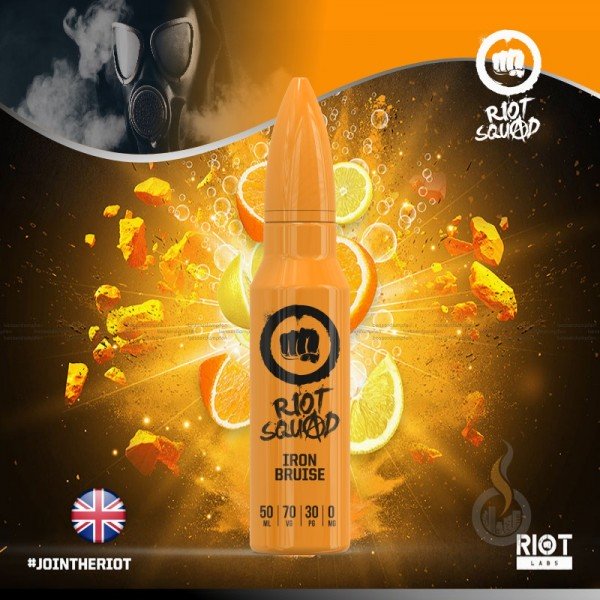 RIOT
SQUAD
RIOT
SQUAD
IRON
BRUISE
50 | 70 | 30 | 0
ML | VG | PG | MG
#JOINTHERIOT
RIOT
LABS